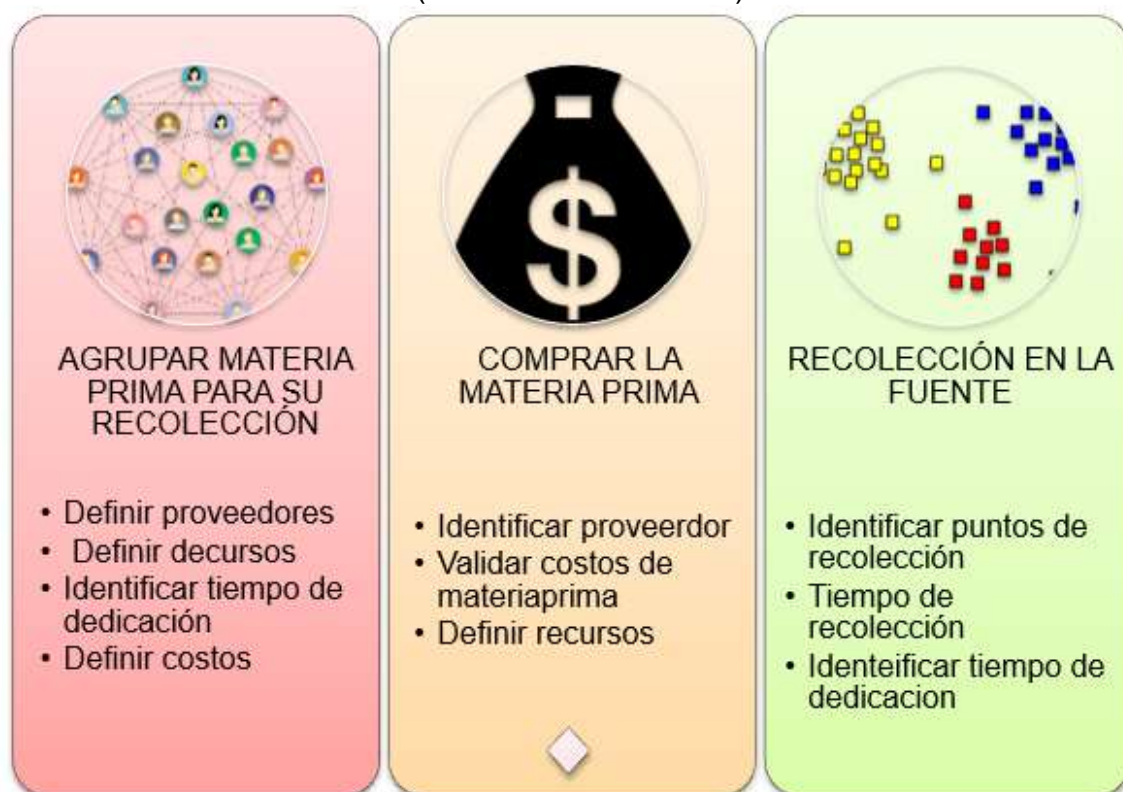 AGRUPAR MATERIA
PRIMA PARA SU
RECOLECCIÓN
• Definir proveedores
• Definir decursos
• Identificar tiempo de
dedicación
• Definir costos
COMPRAR LA
MATERIA PRIMA
$
• Identificar proveerdor
• Validar costos de
materiaprima
• Definir recursos
RECOLECCIÓN EN LA
FUENTE
• Identificar puntos de
recolección
• Tiempo de
recolección
• Identeificar tiempo de
dedicacion